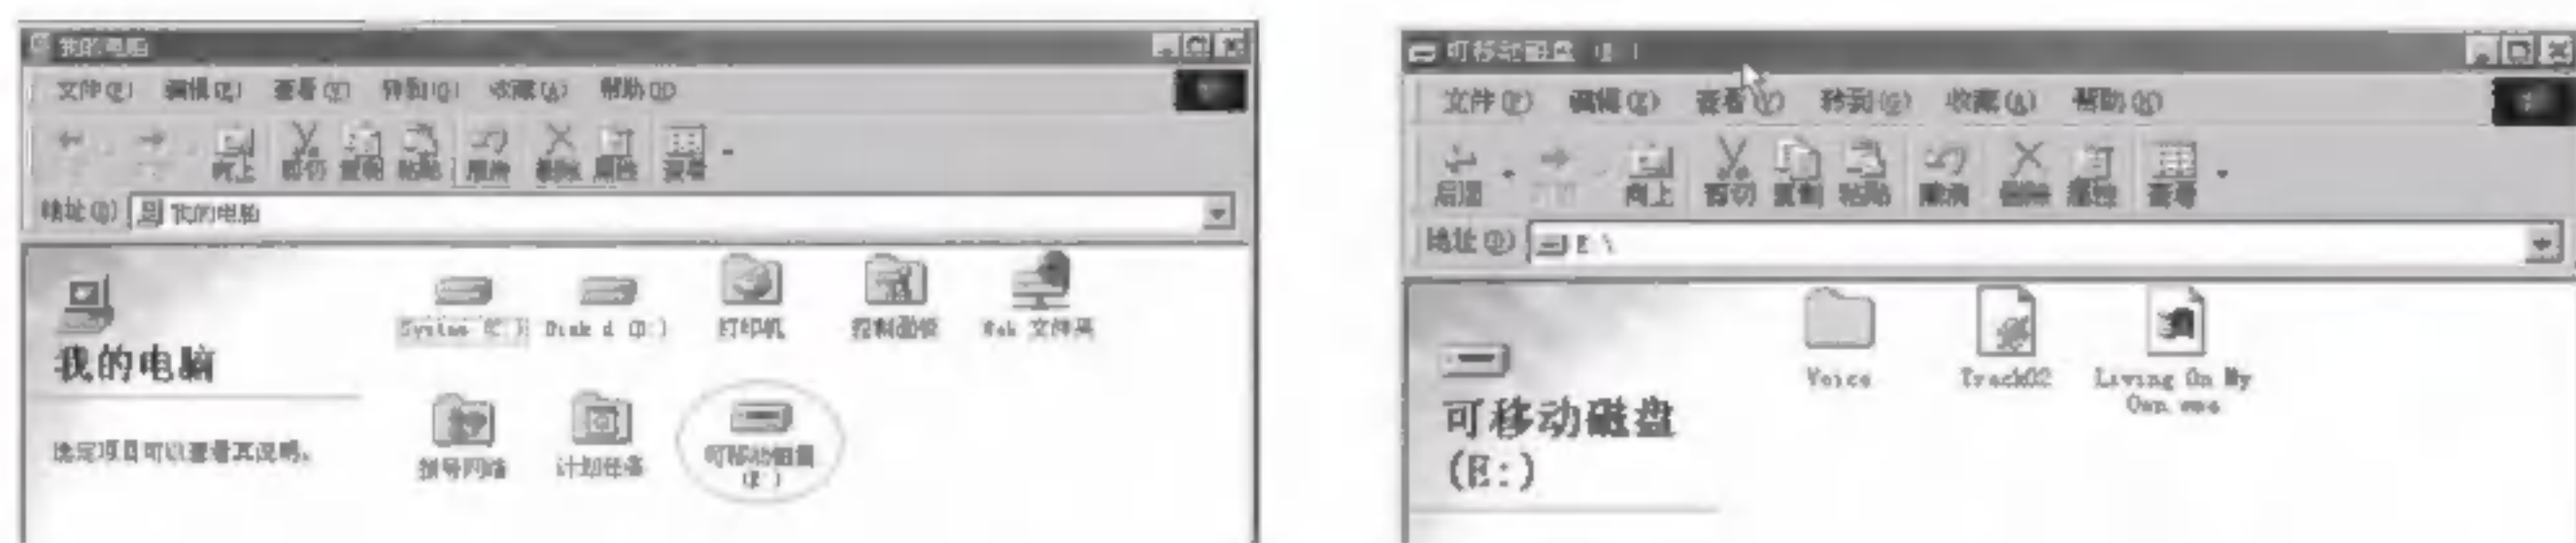 我的电脑
文件(F) 编辑(E) 查看(V) 转到(G) 收藏(A) 帮助(H)
向上 剪切 复制 粘贴 撤消 删除 属性 查看
地址(D) 我的电脑
System (C:) Disk d (D:) 打印机 控制面板 Web 文件夹
我的电脑
选定项目可以查看其说明。
拨号网络 计划任务 可移动磁盘
(E:)
可移动磁盘 (E:)
文件(F) 编辑(E) 查看(V) 转到(G) 收藏(A) 帮助(H)
后退 向上 剪切 复制 粘贴 撤消 删除 属性 查看
地址(D) E:\
Voice Track02 Living On My
Own.wma
可移动磁盘
(E:)